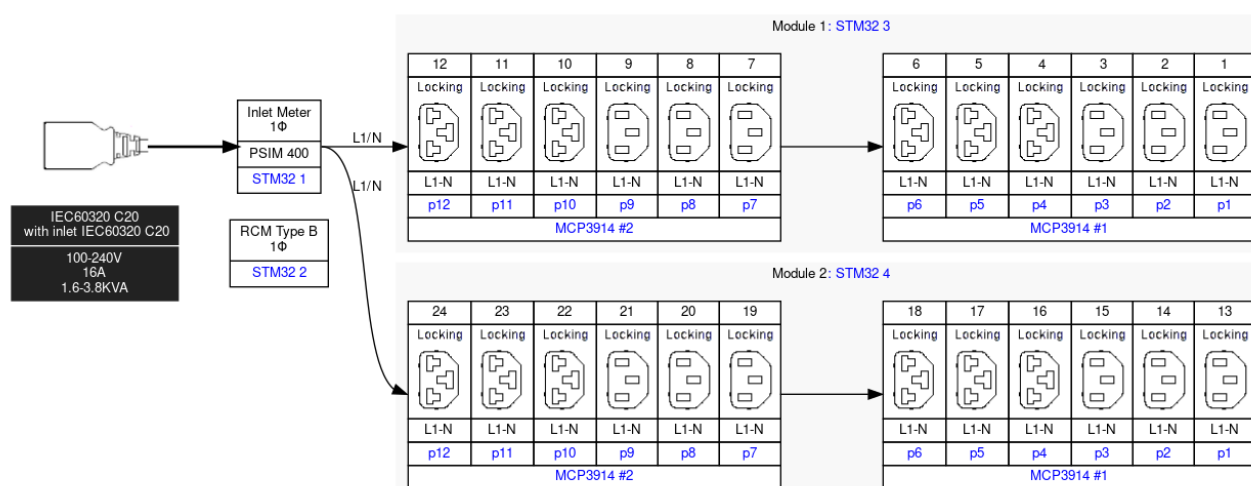 Module 1: STM32 3
12 11 10 9 8 7
Locking Locking Locking Locking Locking Locking
L1-N L1-N L1-N L1-N L1-N L1-N
p12 p11 p10 p9 p8 p7
MCP3914 #2
6 5 4 3 2 1
Locking Locking Locking Locking Locking Locking
L1-N L1-N L1-N L1-N L1-N L1-N
p6 p5 p4 p3 p2 p1
MCP3914 #1
Inlet Meter
1Φ
PSIM 400
STM32 1
L1/N
L1/N
IEC60320 C20
with inlet IEC60320 C20
100-240V
16A
1.6-3.8KVA
RCM Type B
1Φ
STM32 2
Module 2: STM32 4
24 23 22 21 20 19
Locking Locking Locking Locking Locking Locking
L1-N L1-N L1-N L1-N L1-N L1-N
p12 p11 p10 p9 p8 p7
MCP3914 #2
18 17 16 15 14 13
Locking Locking Locking Locking Locking Locking
L1-N L1-N L1-N L1-N L1-N L1-N
p6 p5 p4 p3 p2 p1
MCP3914 #1